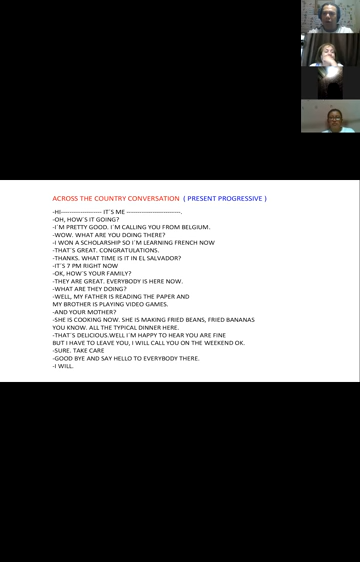 ACROSS THE COUNTRY CONVERSATION ( PRESENT PROGRESSIVE )
-HI-------------------- IT´S ME ---------------------------.
-OH, HOW´S IT GOING?
-I´M PRETTY GOOD. I´M CALLING YOU FROM BELGIUM.
-WOW. WHAT ARE YOU DOING THERE?
-I WON A SCHOLARSHIP SO I´M LEARNING FRENCH NOW
-THAT´S GREAT. CONGRATULATIONS.
-THANKS. WHAT TIME IS IT IN EL SALVADOR?
-IT´S 7 PM RIGHT NOW
-OK, HOW´S YOUR FAMILY?
-THEY ARE GREAT. EVERYBODY IS HERE NOW.
-WHAT ARE THEY DOING?
-WELL, MY FATHER IS READING THE PAPER AND
MY BROTHER IS PLAYING VIDEO GAMES.
-AND YOUR MOTHER?
-SHE IS COOKING NOW. SHE IS MAKING FRIED BEANS, FRIED BANANAS
YOU KNOW. ALL THE TYPICAL DINNER HERE.
-THAT´S DELICIOUS.WELL I´M HAPPY TO HEAR YOU ARE FINE
BUT I HAVE TO LEAVE YOU, I WILL CALL YOU ON THE WEEKEND OK.
-SURE. TAKE CARE
-GOOD BYE AND SAY HELLO TO EVERYBODY THERE.
-I WILL.